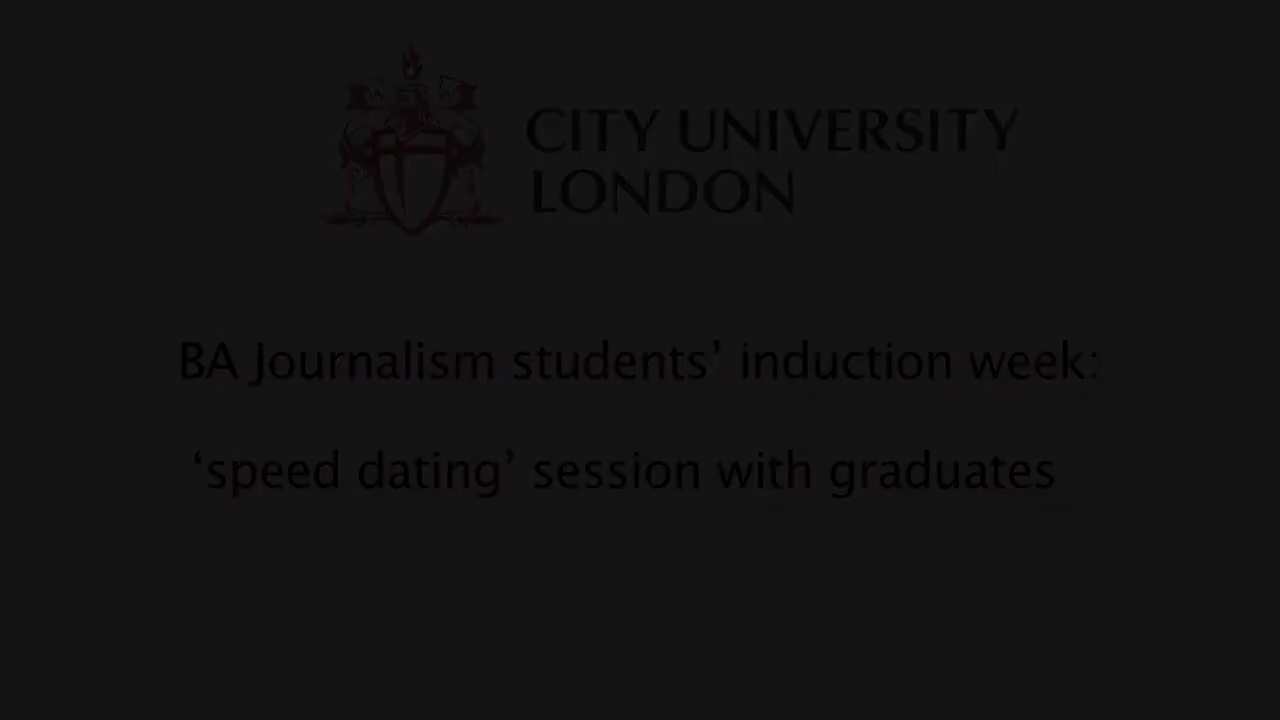 CITY UNIVERSITY
LONDON
BA Journalism students’ induction week:
‘speed dating’ session with graduates